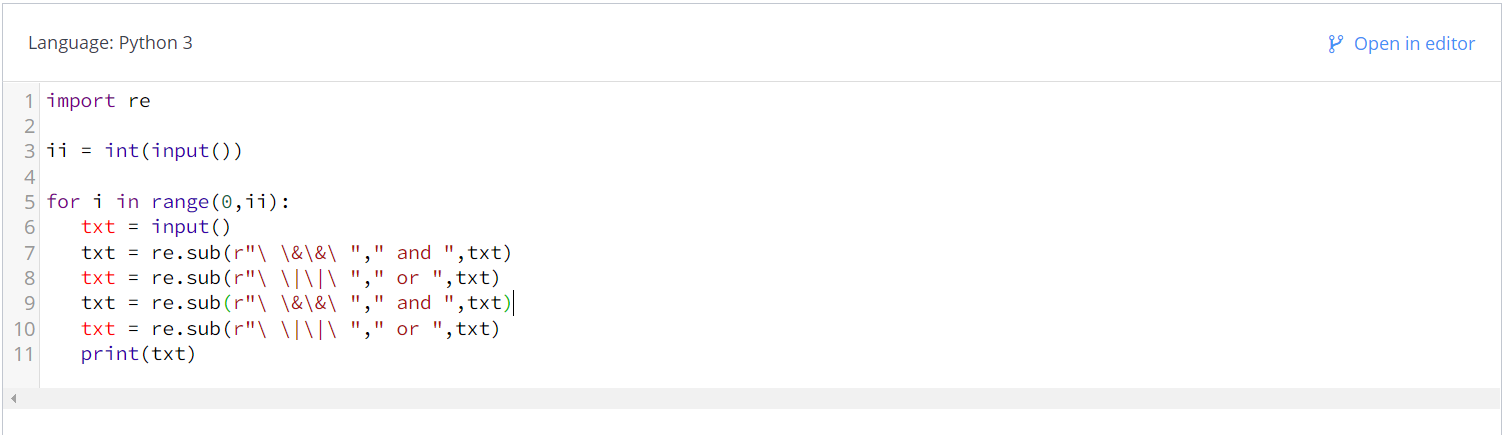 Language: Python 3
Open in editor
1 import re
2
3 ii = int(input())
4
5 for i in range(0,ii):
6    txt = input()
7    txt = re.sub(r"\ \&\&\ "," and ",txt)
8    txt = re.sub(r"\ \|\|\ "," or ",txt)
9    txt = re.sub(r"\ \&\&\ "," and ",txt)
10    txt = re.sub(r"\ \|\|\ "," or ",txt)
11    print(txt)